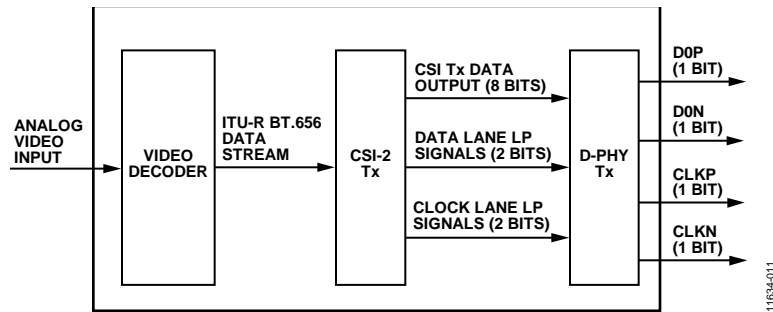 ANALOG
VIDEO
INPUT
VIDEO
DECODER
ITU-R BT.656
DATA
STREAM
CSI-2
Tx
CSI Tx DATA
OUTPUT (8 BITS)
DATA LANE LP
SIGNALS (2 BITS)
CLOCK LANE LP
SIGNALS (2 BITS)
D-PHY
Tx
D0P
(1 BIT)
D0N
(1 BIT)
CLKP
(1 BIT)
CLKN
(1 BIT)
11634-011